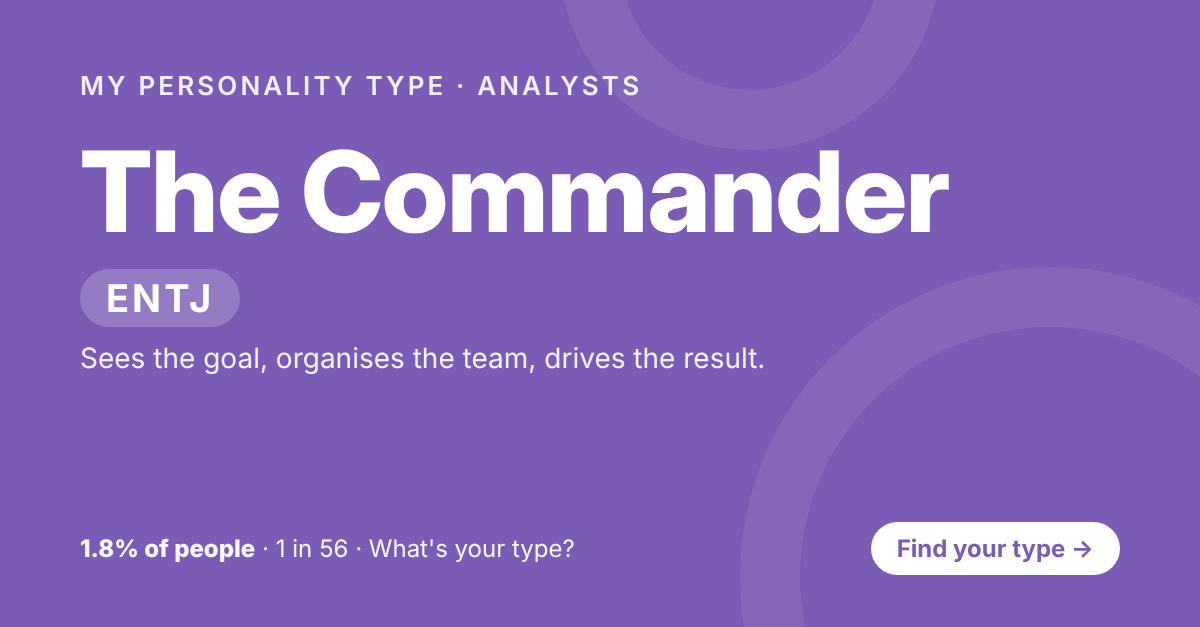 MY PERSONALITY TYPE · ANALYSTS
The Commander
ENTJ
Sees the goal, organises the team, drives the result.
1.8% of people · 1 in 56 · What's your type?
Find your type →